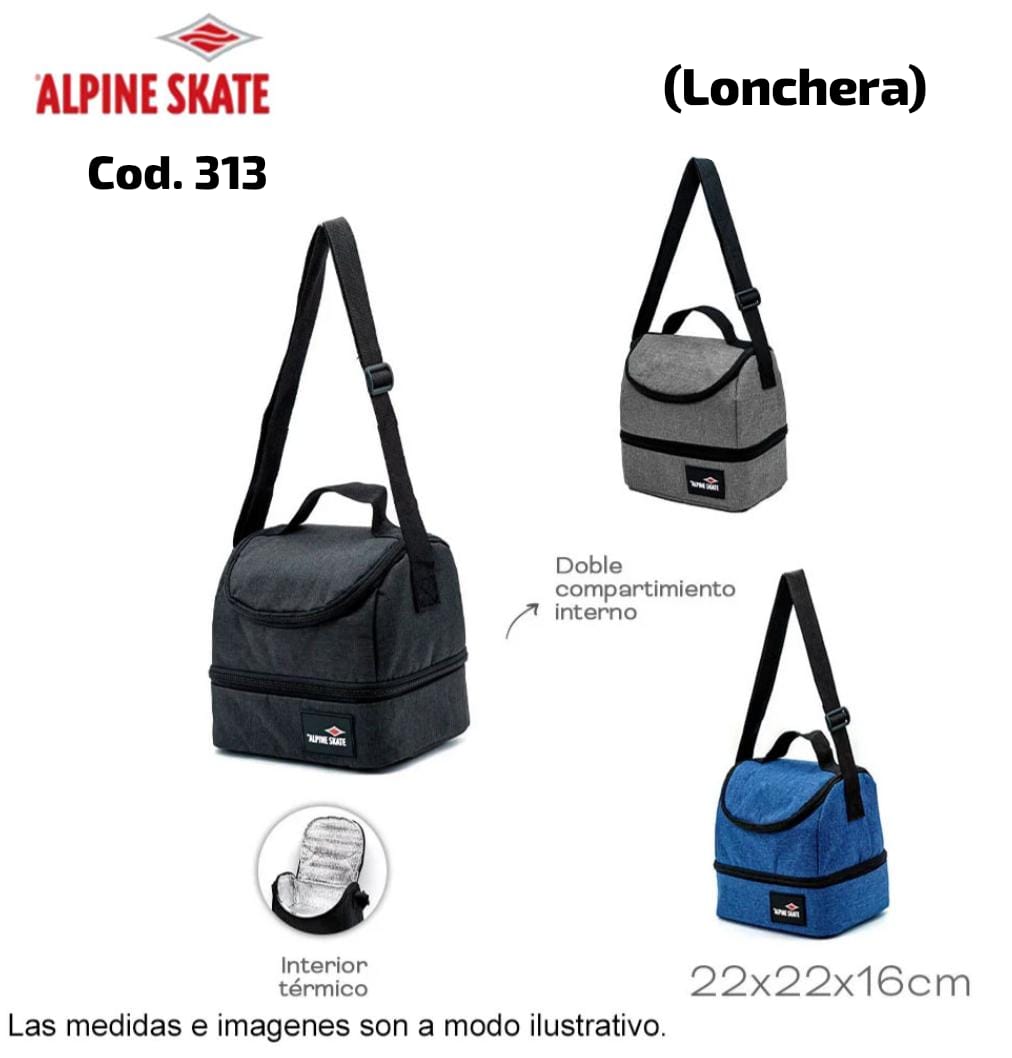 ALPINE SKATE
(Lonchera)
Cod. 313
ALPINE SKATE
Doble
compartimiento
interno
ALPINE SKATE
ALPINE SKATE
Interior
térmico
22x22x16cm
Las medidas e imagenes son a modo ilustrativo.